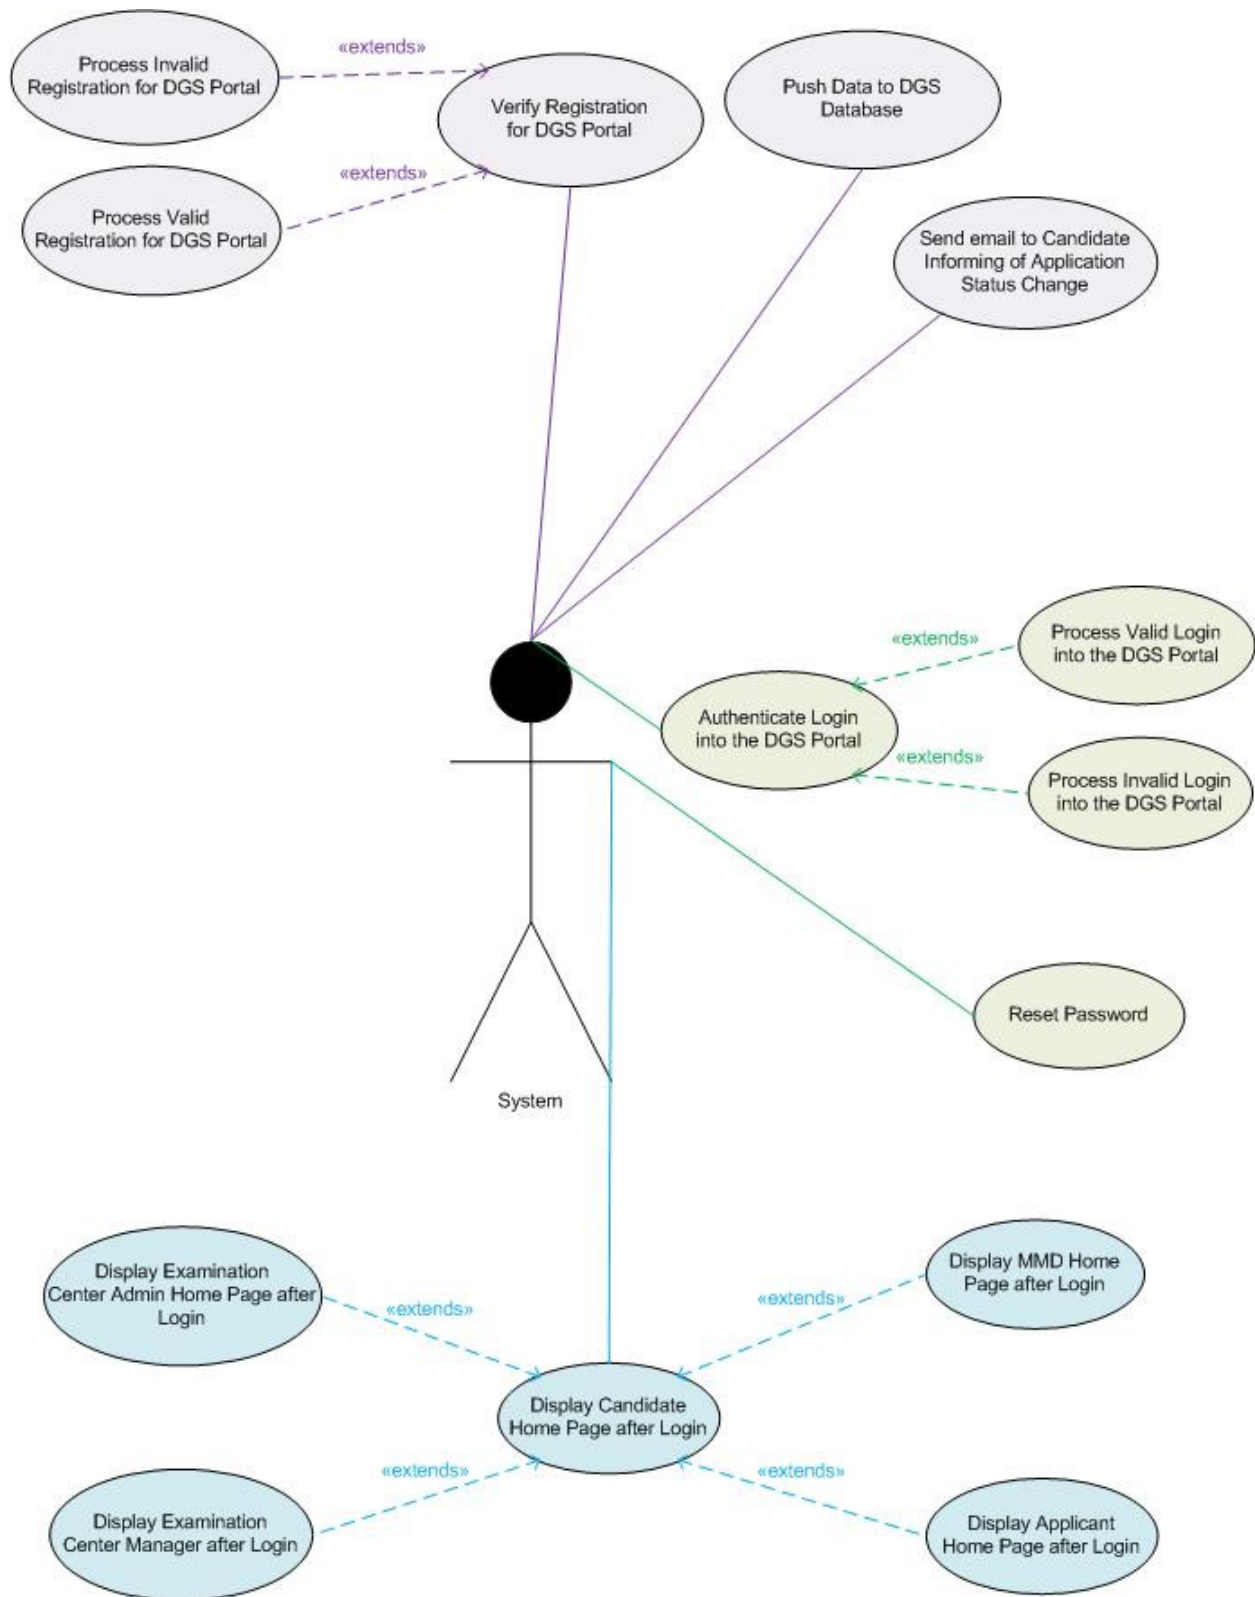 «extends»
Process Invalid
Registration for DGS Portal
Verify Registration
for DGS Portal
Push Data to DGS
Database
«extends»
Process Valid
Registration for DGS Portal
Send email to Candidate
Informing of Application
Status Change
«extends»
Process Valid Login
into the DGS Portal
Authenticate Login
into the DGS Portal
«extends»
Process Invalid Login
into the DGS Portal
Reset Password
System
Display Examination
Center Admin Home Page after
Login
«extends»
Display MMD Home
Page after Login
«extends»
Display Candidate
Home Page after Login
«extends»
Display Examination
Center Manager after Login
«extends»
Display Applicant
Home Page after Login